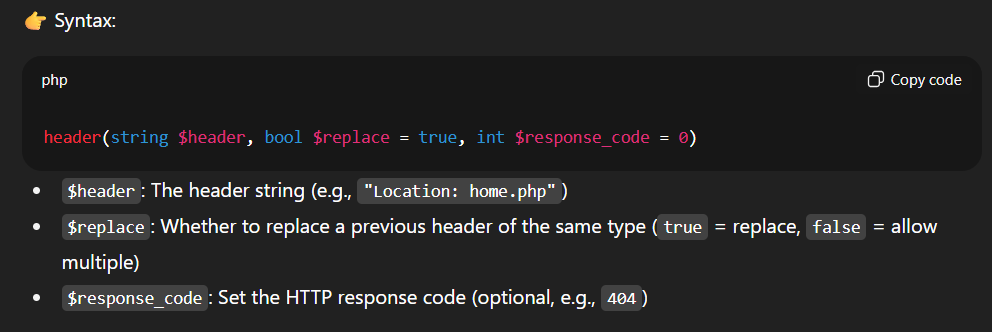 👉 Syntax:
php
Copy code
header(string $header, bool $replace = true, int $response_code = 0)
• $header: The header string (e.g., "Location: home.php")
• $replace: Whether to replace a previous header of the same type (true = replace, false = allow
multiple)
• $response_code: Set the HTTP response code (optional, e.g., 404)